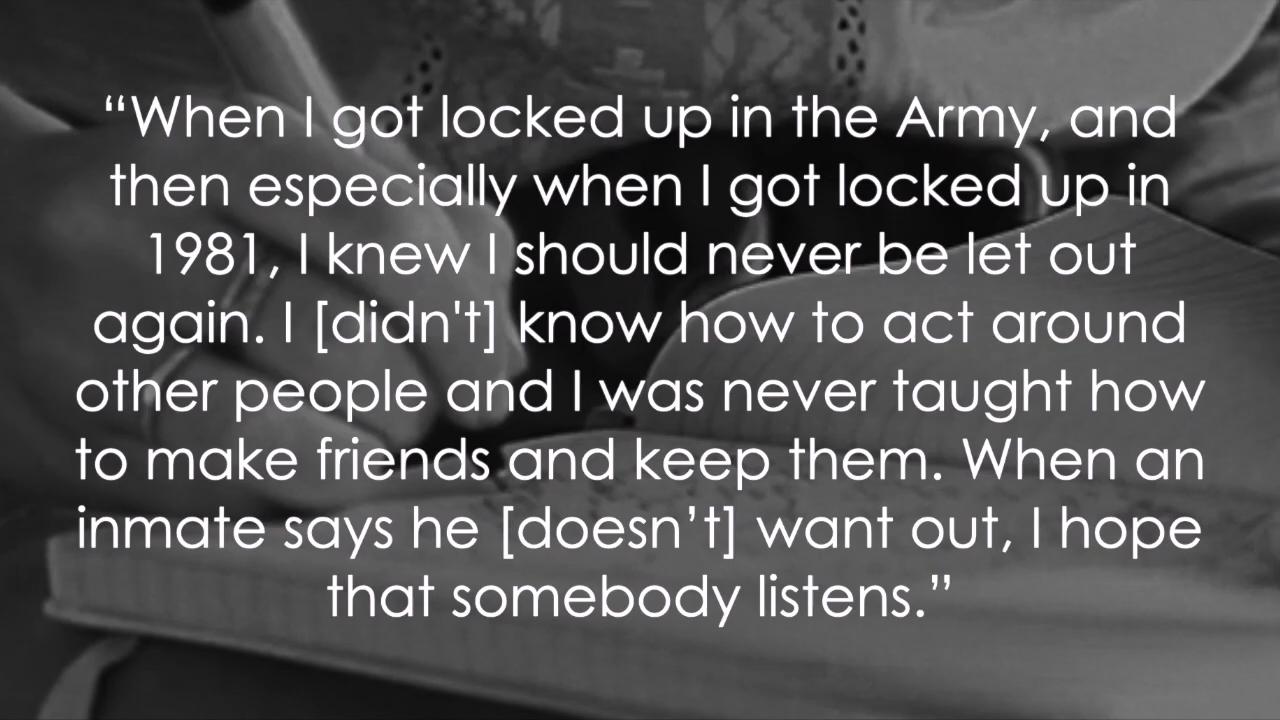 “When I got locked up in the Army, and
then especially when I got locked up in
1981, I knew I should never be let out
again. I [didn't] know how to act around
other people and I was never taught how
to make friends and keep them. When an
inmate says he [doesn’t] want out, I hope
that somebody listens.”